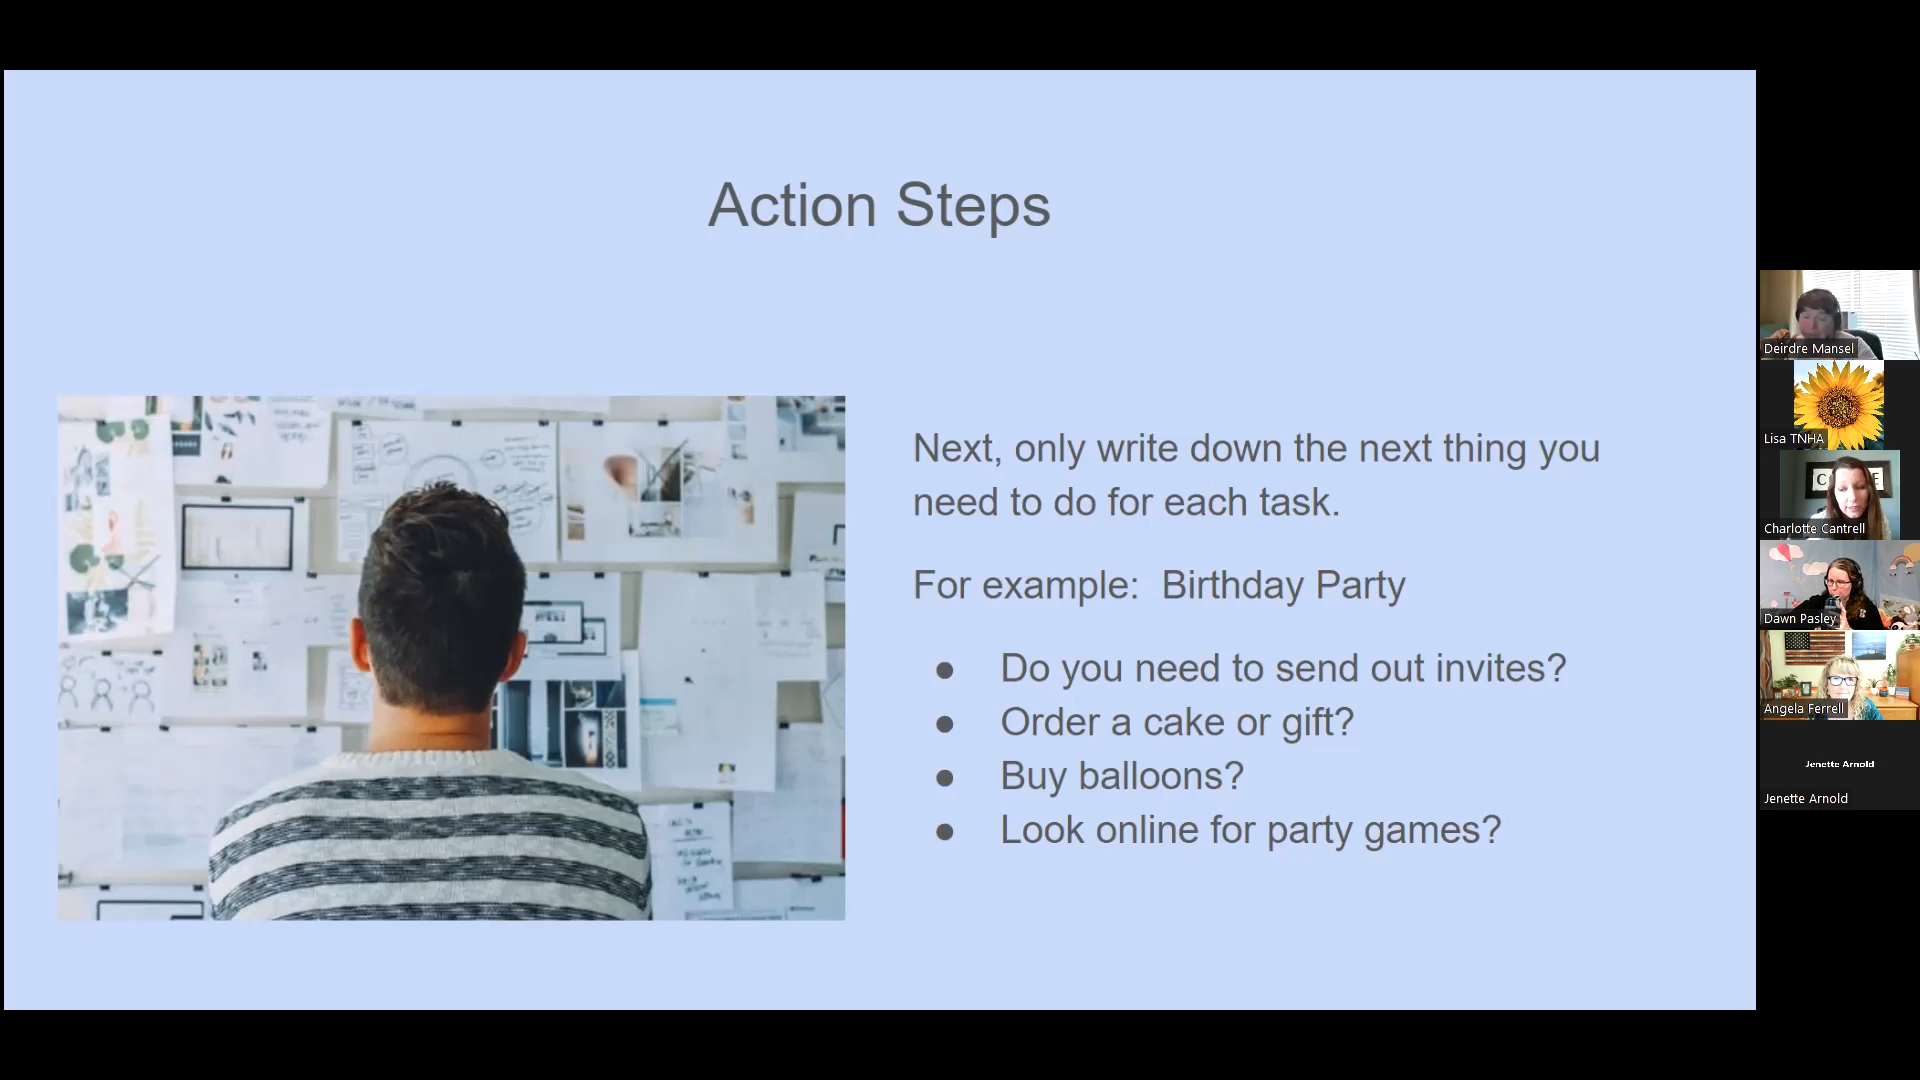 Action Steps
Next, only write down the next thing you
need to do for each task.
For example:  Birthday Party
● Do you need to send out invites?
● Order a cake or gift?
● Buy balloons?
● Look online for party games?
Deirdre Mansel
Lisa TNHA
Charlotte Cantrell
Dawn Pasley
Angela Ferrell
Jenette Arnold
Jenette Arnold